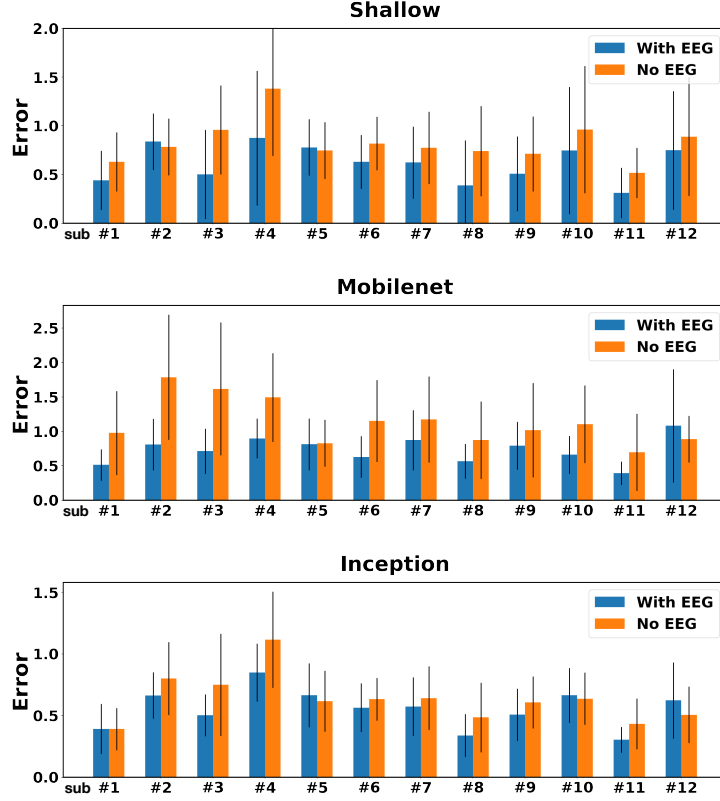 Shallow
2.0
With EEG
No EEG
1.5
1.0
0.5
0.0
Error
sub #1 #2 #3 #4 #5 #6 #7 #8 #9 #10 #11 #12
Mobilenet
With EEG
No EEG
2.5
2.0
1.5
1.0
0.5
0.0
Error
sub #1 #2 #3 #4 #5 #6 #7 #8 #9 #10 #11 #12
Inception
With EEG
No EEG
1.5
1.0
0.5
0.0
Error
sub #1 #2 #3 #4 #5 #6 #7 #8 #9 #10 #11 #12